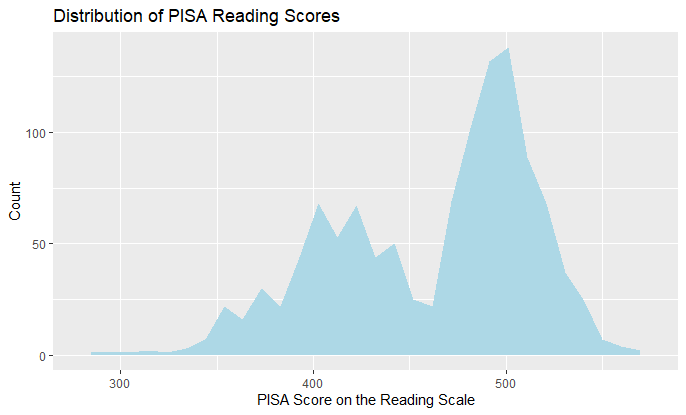 Distribution of PISA Reading Scores
Count
100
50
0
300
400
500
PISA Score on the Reading Scale